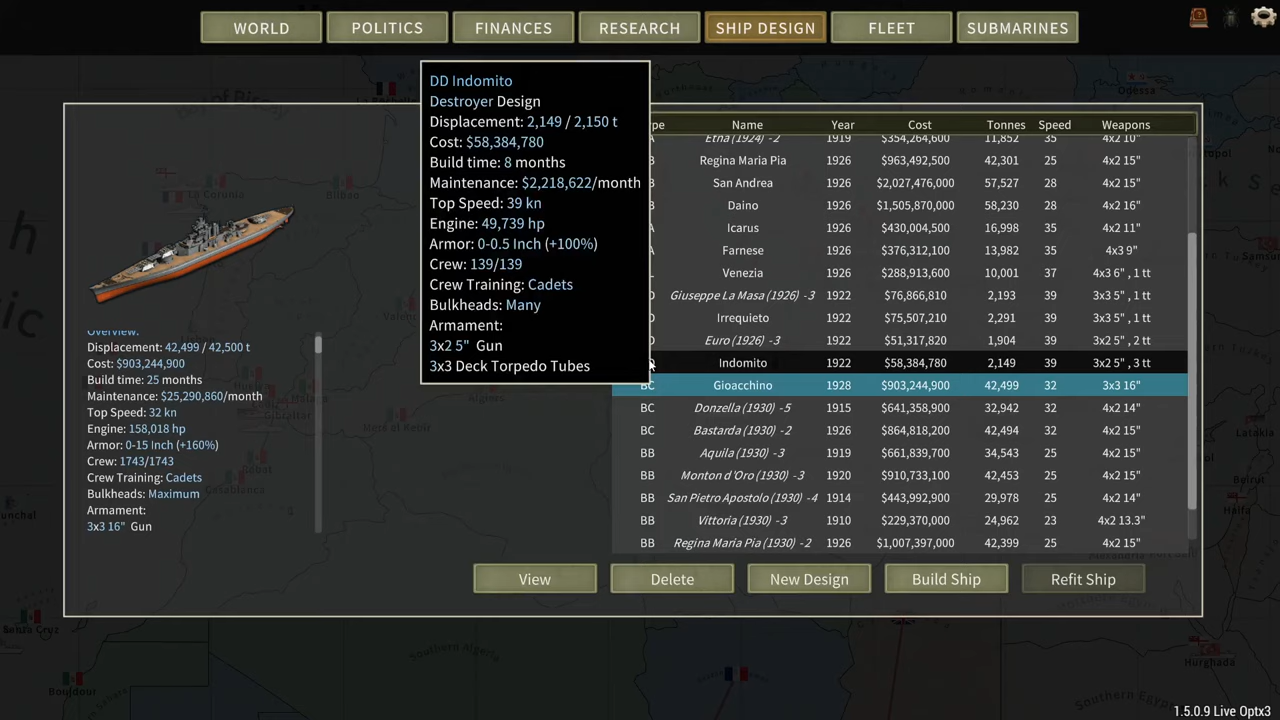 WORLD
POLITICS
FINANCES
RESEARCH
SHIP DESIGN
FLEET
SUBMARINES
DD Indomito
Destroyer Design
Displacement: 2,149 / 2,150 t
Cost: $58,384,780
Build time: 8 months
Maintenance: $2,218,622/month
Top Speed: 39 kn
Engine: 49,739 hp
Armor: 0-0.5 Inch (+100%)
Crew: 139/139
Crew Training: Cadets
Bulkheads: Many
Armament:
3x2 5" Gun
3x3 Deck Torpedo Tubes
Name Year Cost Tonnes Speed Weapons
Etna (1924) -2 1919 $354,264,600 11,852 35 4x2 10"
Regina Maria Pia 1926 $963,492,500 42,301 25 4x2 15"
San Andrea 1926 $2,027,476,000 57,527 28 4x2 15"
Daino 1926 $1,505,870,000 58,230 28 4x2 16"
Icarus 1926 $430,004,500 16,998 35 4x2 11"
Farnese 1926 $376,312,100 13,982 35 4x3 9"
Venezia 1926 $288,913,600 10,001 37 4x3 6" , 1 tt
Giuseppe La Masa (1926) -3 1922 $76,866,810 2,193 39 3x3 5" , 1 tt
Irrequieto 1922 $75,507,210 2,291 39 3x3 5" , 1 tt
Euro (1926) -3 1922 $51,317,820 1,904 39 3x2 5" , 2 tt
Indomito 1922 $58,384,780 2,149 39 3x2 5" , 3 tt
BC Gioacchino 1928 $903,244,900 42,499 32 3x3 16"
BC Donzella (1930) -5 1915 $641,358,900 32,942 32 4x2 14"
BC Bastarda (1930) -2 1926 $864,818,200 42,494 32 4x2 15"
BB Aquila (1930) -3 1919 $661,839,700 34,543 25 4x2 15"
BB Monton d'Oro (1930) -3 1920 $910,733,100 42,453 25 4x2 15"
BB San Pietro Apostolo (1930) -4 1914 $443,992,900 29,978 25 4x2 14"
BB Vittoria (1930) -3 1910 $229,370,000 24,962 23 4x2 13.3"
BB Regina Maria Pia (1930) -2 1926 $1,007,397,000 42,399 25 4x2 15"
Overview:
Displacement: 42,499 / 42,500 t
Cost: $903,244,900
Build time: 25 months
Maintenance: $25,290,860/month
Top Speed: 32 kn
Engine: 158,018 hp
Armor: 0-15 Inch (+160%)
Crew: 1743/1743
Crew Training: Cadets
Bulkheads: Maximum
Armament:
3x3 16" Gun
View
Delete
New Design
Build Ship
Refit Ship
La Corunia
Bilbao
Algiers
Casablanca
Odessa
Latakia
Beirut
Haifa
Hurghada
Southern Algeria
1.5.0.9 Live Optx3